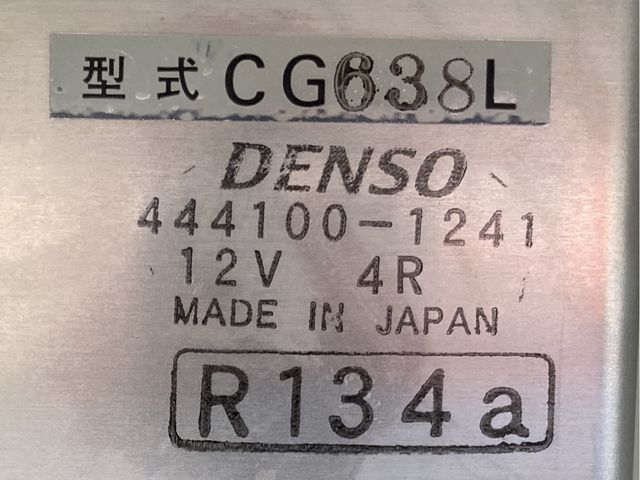 型式 CG638L
DENSO
444100-1241
12V 4R
MADE IN JAPAN
R134a